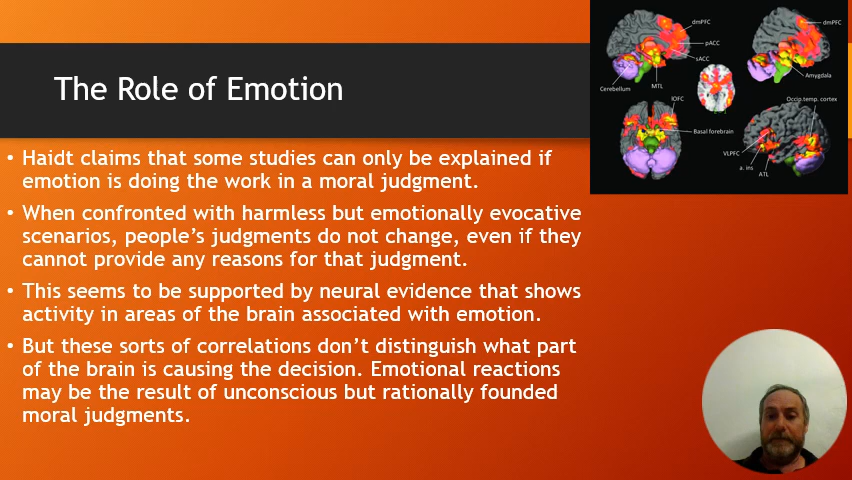 The Role of Emotion
• Haidt claims that some studies can only be explained if
emotion is doing the work in a moral judgment.
• When confronted with harmless but emotionally evocative
scenarios, people’s judgments do not change, even if they
cannot provide any reasons for that judgment.
• This seems to be supported by neural evidence that shows
activity in areas of the brain associated with emotion.
• But these sorts of correlations don’t distinguish what part
of the brain is causing the decision. Emotional reactions
may be the result of unconscious but rationally founded
moral judgments.
dmPFC
pACC
sACC
MTL
Cerebellum
dmPFC
Amygdala
lOFC
Basal forebrain
Occip.temp. cortex
VLPFC
a. ins
ATL